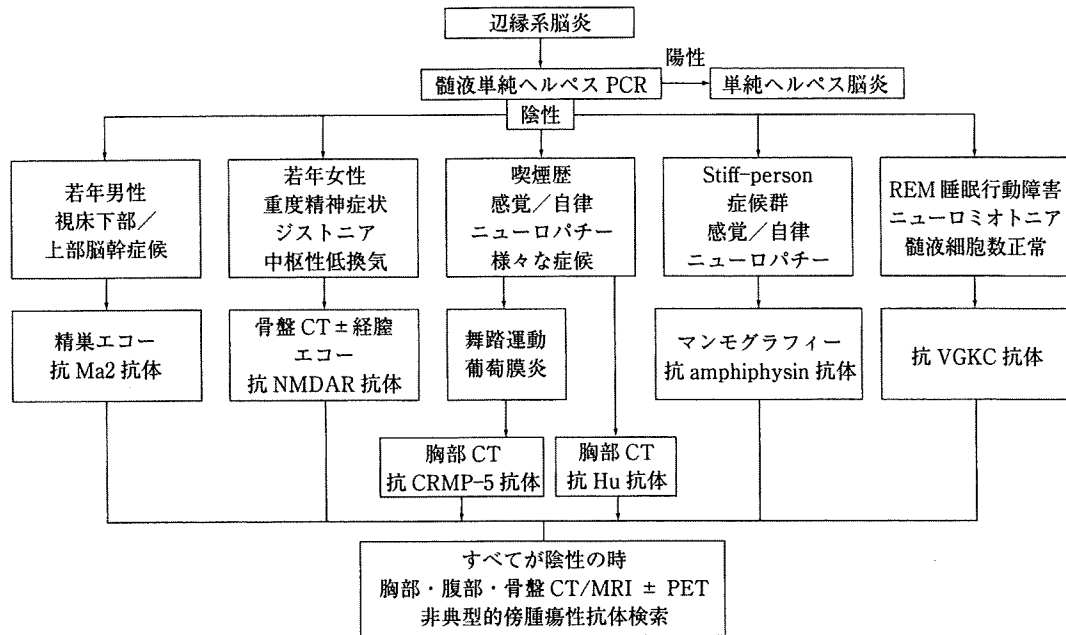 辺縁系脳炎
陽性
髄液単純ヘルペス PCR
単純ヘルペス脳炎
陰性
若年男性
視床下部／
上部脳幹症候
若年女性
重度精神症状
ジストニア
中枢性低換気
喫煙歴
感覚／自律
ニューロパチー
様々な症候
Stiff-person
症候群
感覚／自律
ニューロパチー
REM 睡眠行動障害
ニューロミオトニア
髄液細胞数正常
精巣エコー
抗 Ma2 抗体
骨盤 CT ± 経膣
エコー
抗 NMDAR 抗体
舞踏運動
葡萄膜炎
マンモグラフィー
抗 amphiphysin 抗体
抗 VGKC 抗体
胸部 CT
抗 CRMP-5 抗体
胸部 CT
抗 Hu 抗体
すべてが陰性の時
胸部・腹部・骨盤 CT/MRI ± PET
非典型的傍腫瘍性抗体検索